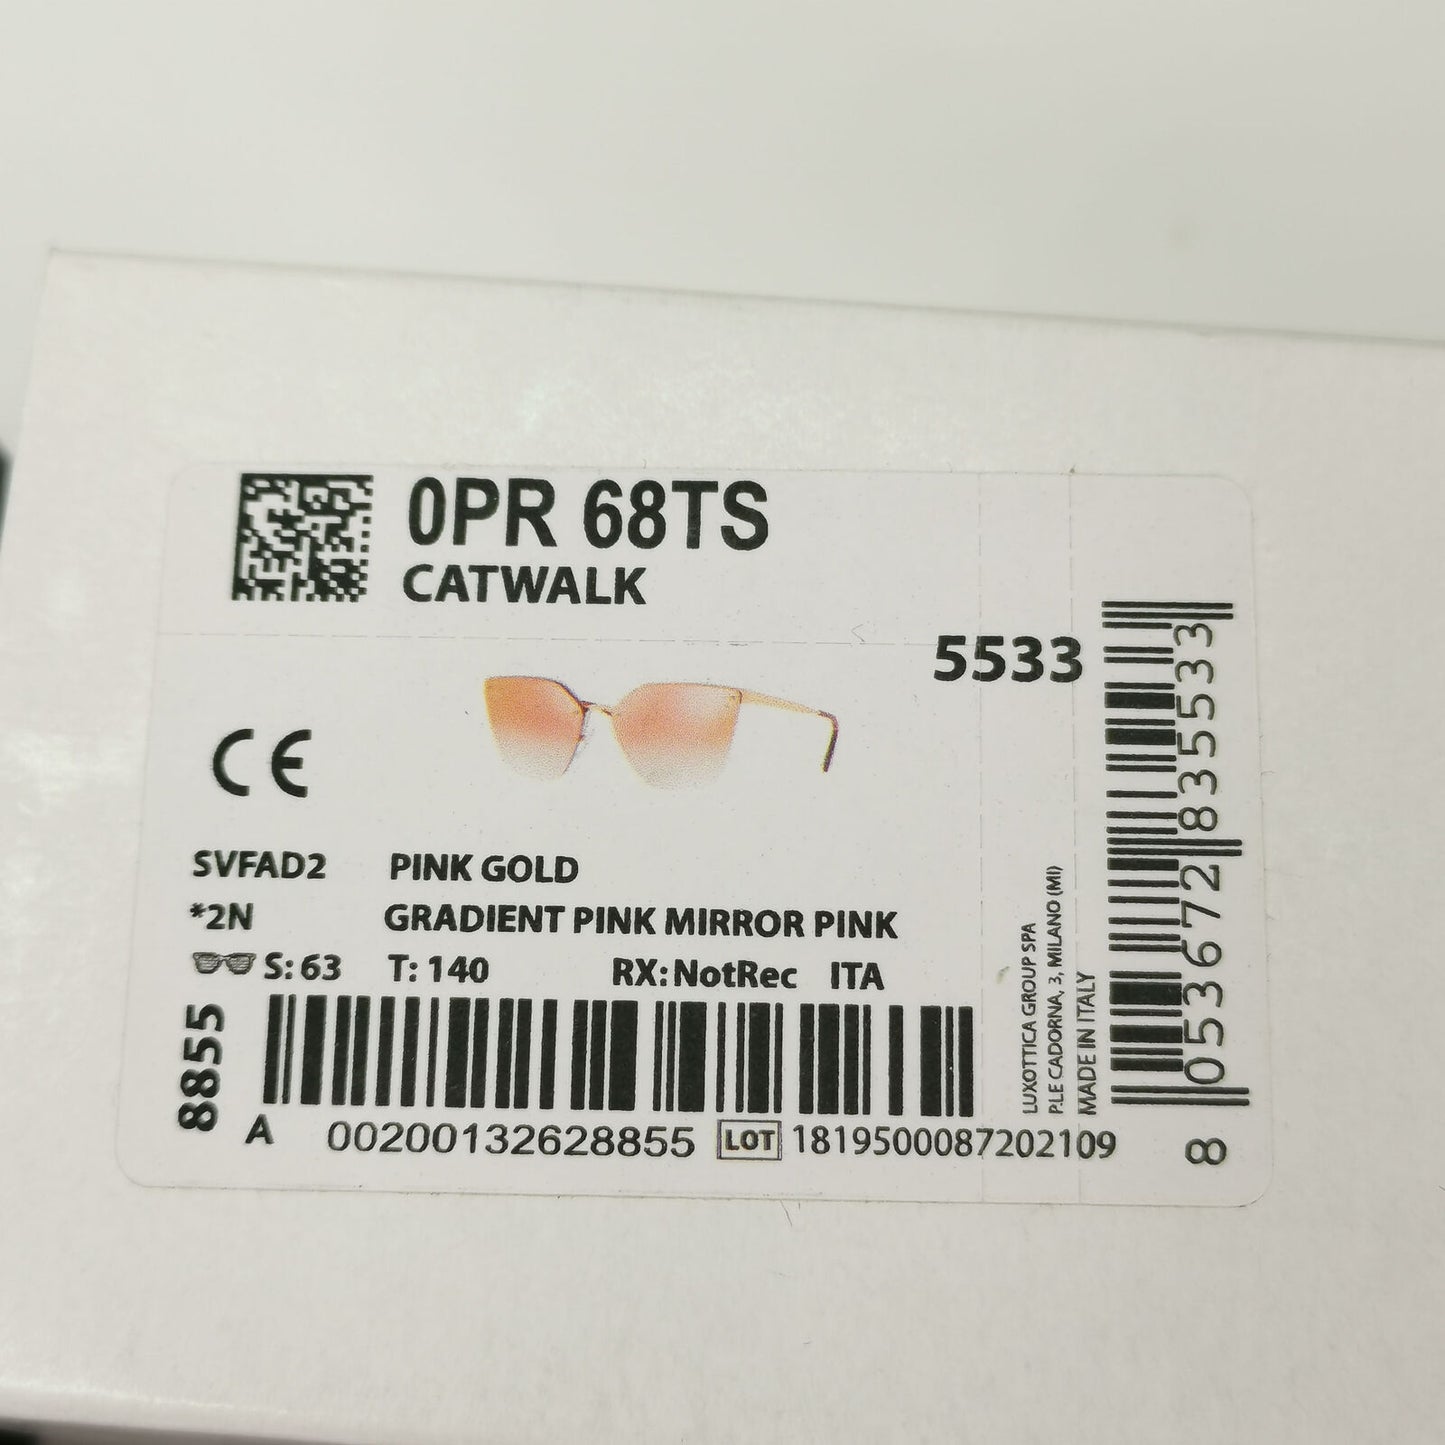 0PR 68TS
CATWALK
5533
CE
SVFAD2 PINK GOLD
*2N GRADIENT PINK MIRROR PINK
S: 63 T: 140 RX: NotRec ITA
8855
A 00200132628855 LOT 1819500087202109
LUXOTTICA GROUP SPA
P.LE CADORNA, 3, MILANO (MI)
MADE IN ITALY
8 053672 835533